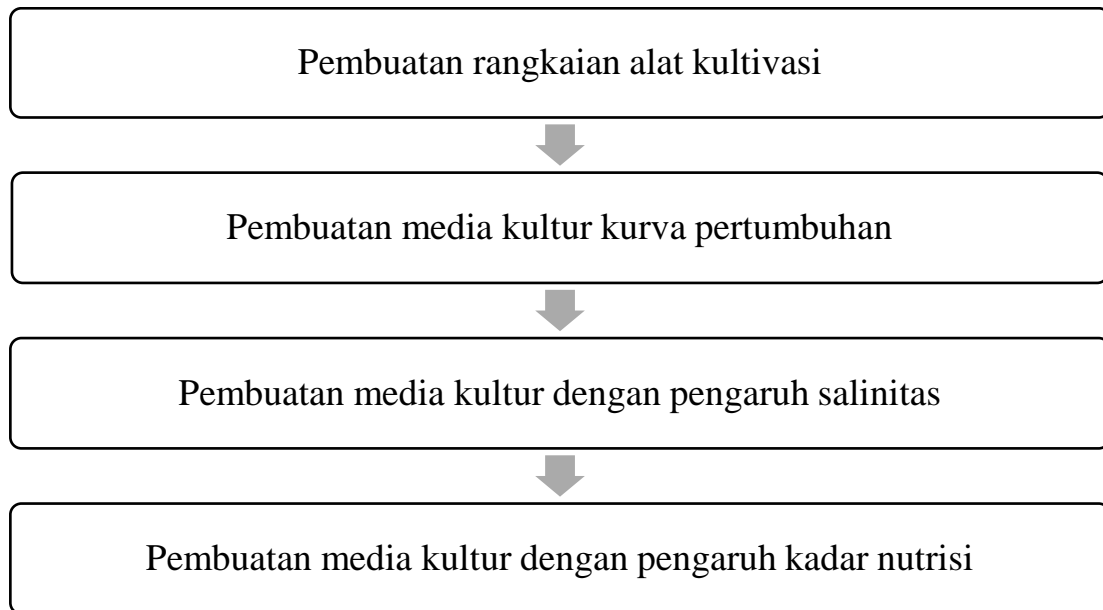 Pembuatan rangkaian alat kultivasi
Pembuatan media kultur kurva pertumbuhan
Pembuatan media kultur dengan pengaruh salinitas
Pembuatan media kultur dengan pengaruh kadar nutrisi